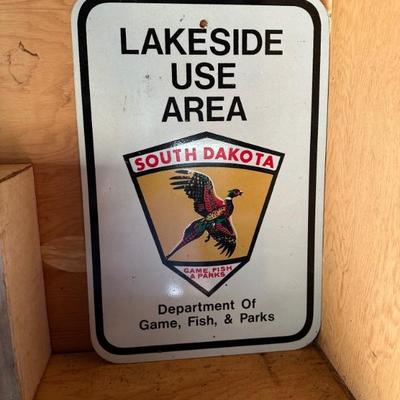 LAKESIDE
USE
AREA
SOUTH DAKOTA
GAME, FISH
& PARKS
Department Of
Game, Fish, & Parks